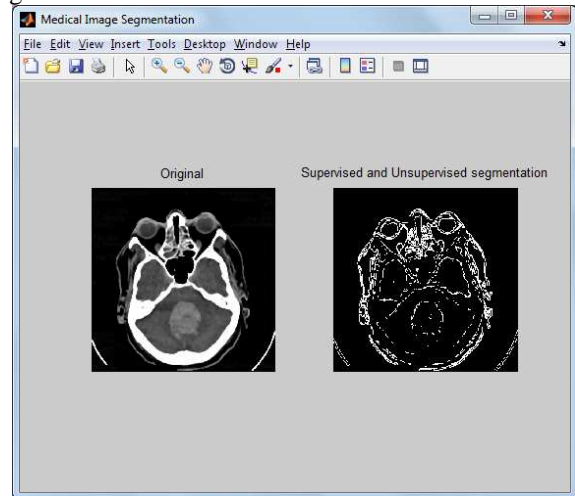 Medical Image Segmentation
File Edit View Insert Tools Desktop Window Help
Original
Supervised and Unsupervised segmentation